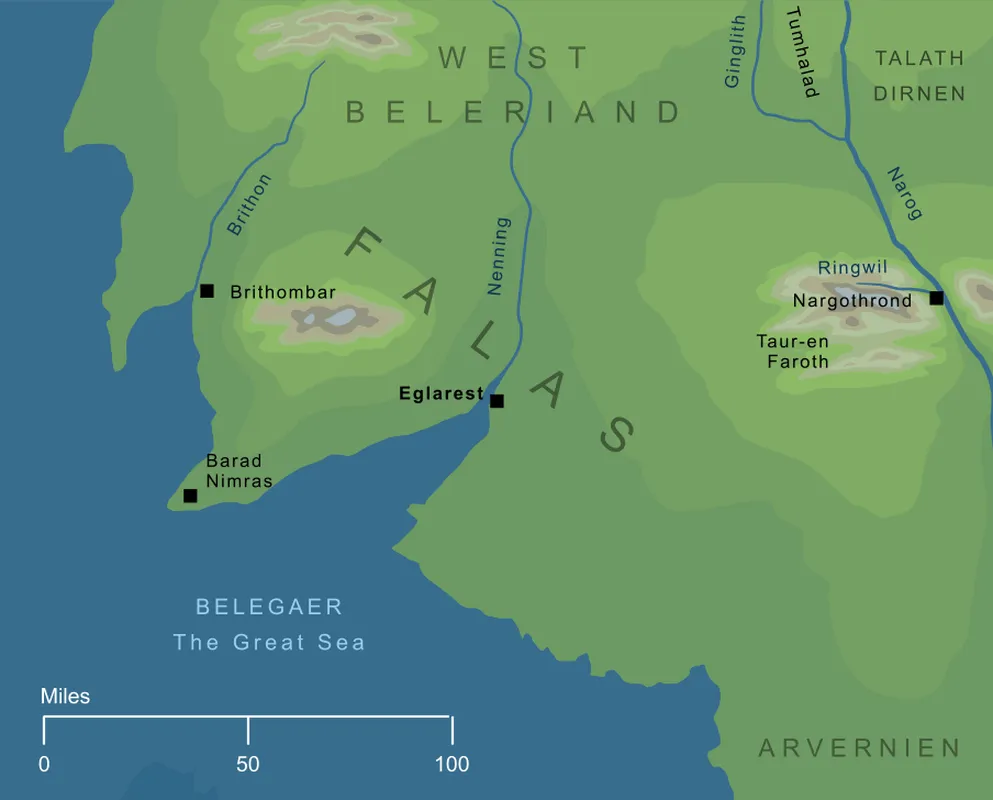 WEST
BELERIAND
Ginglith
Tumhalad
TALATH
DIRNEN
Brithon
Narog
FALAS
Nenning
Ringwil
Brithombar
Nargothrond
Taur-en
Faroth
Eglarest
Barad
Nimras
BELEGAER
The Great Sea
Miles
0 50 100
ARVERNIEN